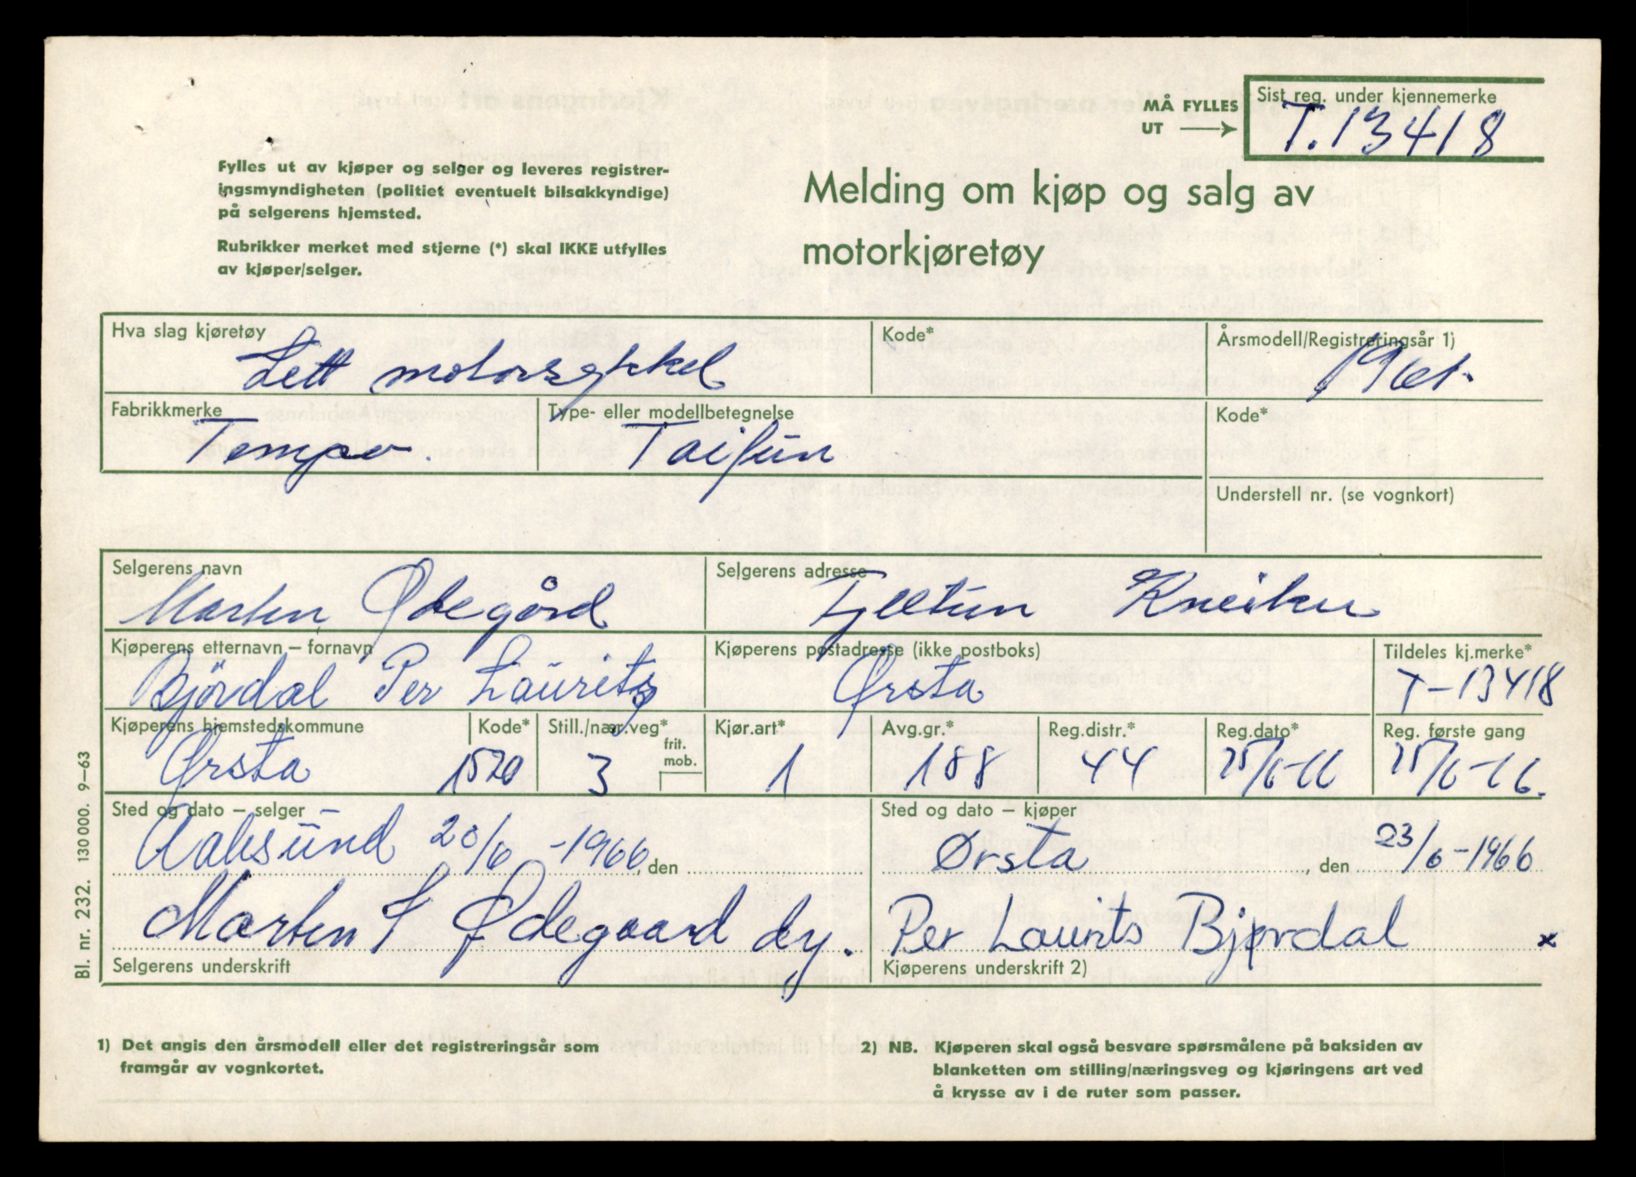 MÅ FYLLES
UT
Sist reg. under kjennemerke
T. 13418
Fylles ut av kjøper og selger og leveres registrer-
ingsmyndigheten (politiet eventuelt bilsakkyndige)
på selgerens hjemsted.
Rubrikker merket med stjerne (*) skal IKKE utfylles
av kjøper/selger.
Melding om kjøp og salg av
motorkjøretøy
Hva slag kjøretøy
Lett motorsykkel
Kode*
Årsmodell/Registreringsår 1)
1961.
Fabrikkmerke
Tempo.
Type- eller modellbetegnelse
Taifun
Kode*
Understell nr. (se vognkort)
Selgerens navn
Morten Ødegård
Selgerens adresse
Fjelltun
Kjøperens etternavn – fornavn
Bjørdal Per Laurits
Kjøperens postadresse (ikke postboks)
Ørsta
Tildeles kj.merke*
T-13418
Kjøperens hjemstedskommune
Ørsta
Kode*
1520
Still./nær.veg*
3
frit.
mob.
Kjør.art*
1
Avg.gr.*
188
Reg.distr.*
44
Reg.dato*
25/6-66
Reg. første gang
25/6-66.
Sted og dato – selger
Aalesund 20/6 -1966, den
Sted og dato – kjøper
Ørsta, den 23/6-1966
Morten I Ødegaard dy.
Selgerens underskrift
Per Laurits Bjørdal x
Kjøperens underskrift 2)
Bl. nr. 232. 130 000. 9–63
1) Det angis den årsmodell eller det registreringsår som
framgår av vognkortet.
2) NB. Kjøperen skal også besvare spørsmålene på baksiden av
blanketten om stilling/næringsveg og kjøringens art ved
å krysse av i de ruter som passer.